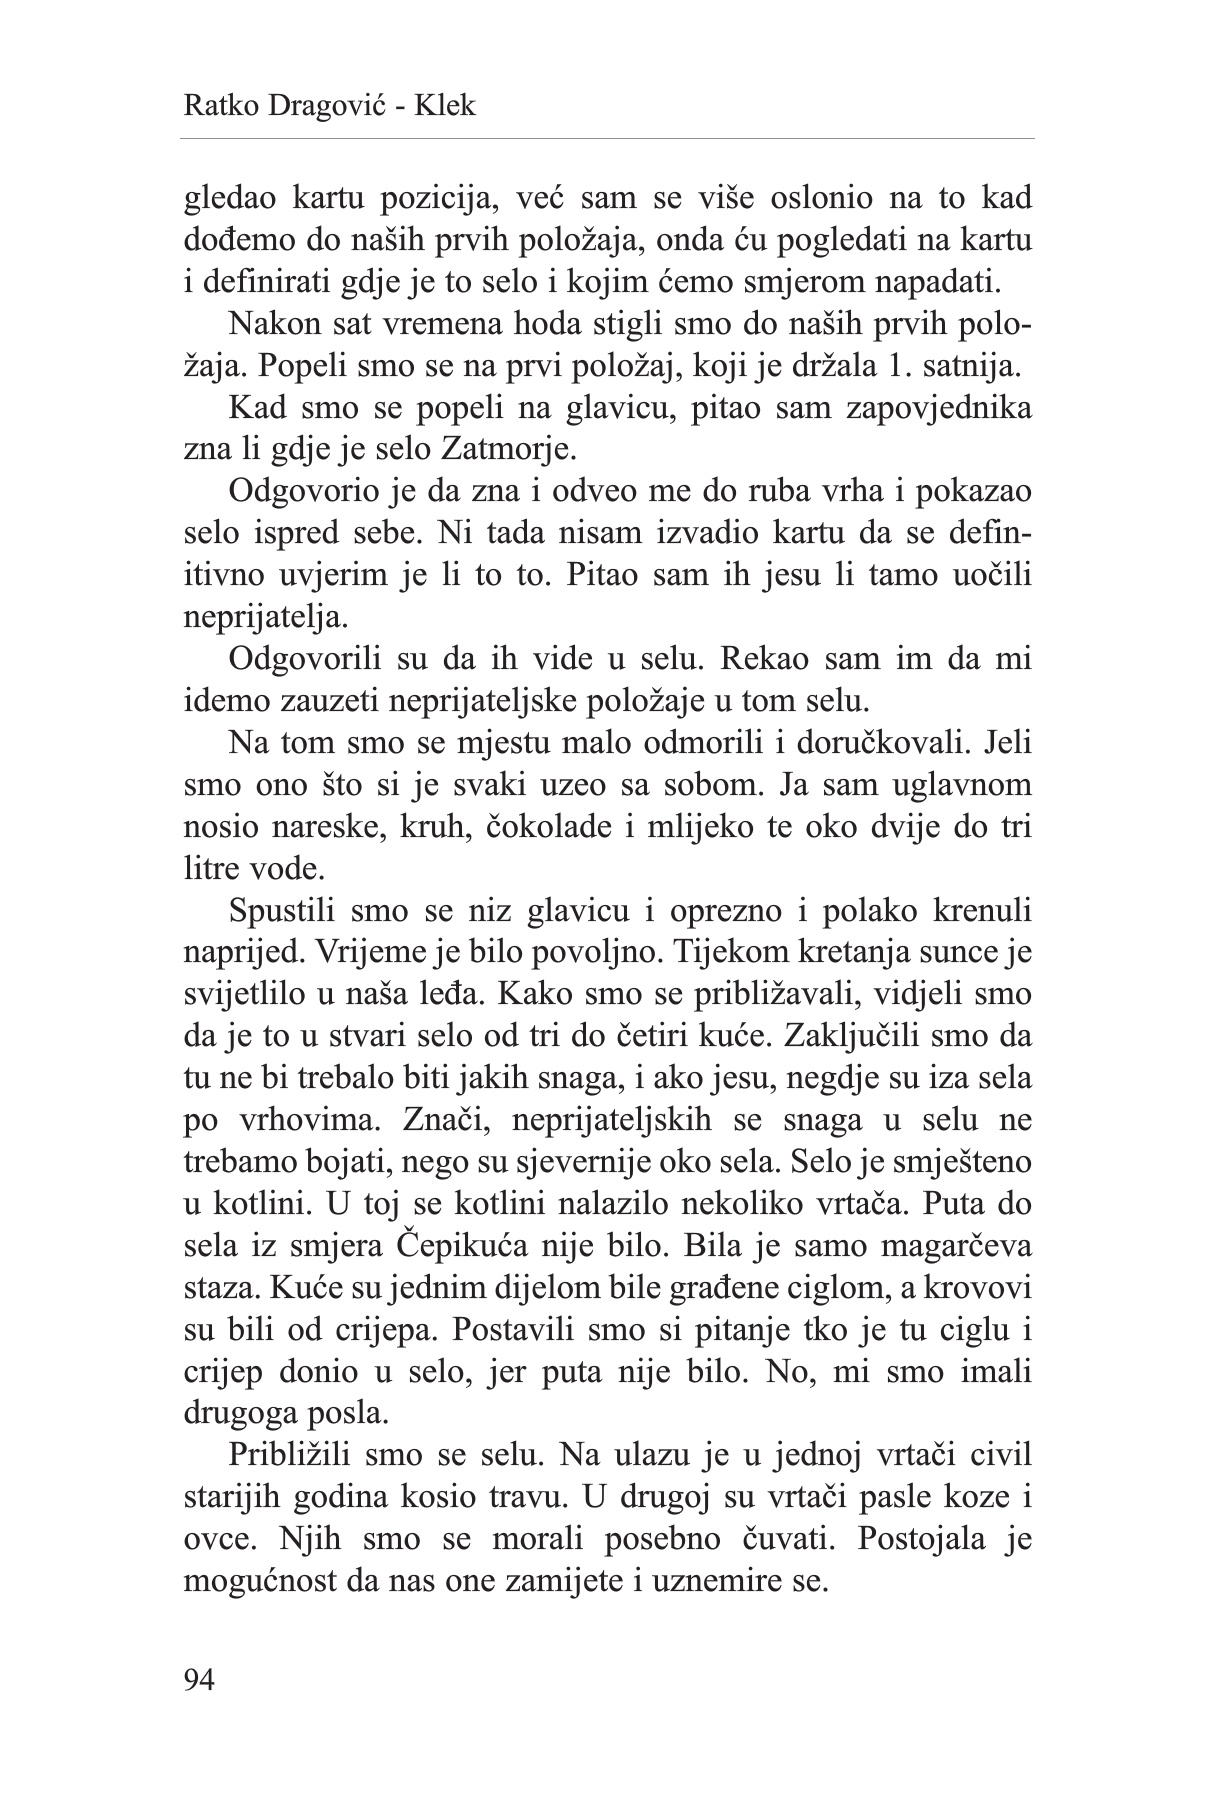 Ratko Dragović - Klek
gledao kartu pozicija, već sam se više oslonio na to kad
dođemo do naših prvih položaja, onda ću pogledati na kartu
i definirati gdje je to selo i kojim ćemo smjerom napadati.
Nakon sat vremena hoda stigli smo do naših prvih polo-
žaja. Popeli smo se na prvi položaj, koji je držala 1. satnija.
Kad smo se popeli na glavicu, pitao sam zapovjednika
zna li gdje je selo Zatmorje.
Odgovorio je da zna i odveo me do ruba vrha i pokazao
selo ispred sebe. Ni tada nisam izvadio kartu da se defin-
itivno uvjerim je li to to. Pitao sam ih jesu li tamo uočili
neprijatelja.
Odgovorili su da ih vide u selu. Rekao sam im da mi
idemo zauzeti neprijateljske položaje u tom selu.
Na tom smo se mjestu malo odmorili i doručkovali. Jeli
smo ono što si je svaki uzeo sa sobom. Ja sam uglavnom
nosio nareske, kruh, čokolade i mlijeko te oko dvije do tri
litre vode.
Spustili smo se niz glavicu i oprezno i polako krenuli
naprijed. Vrijeme je bilo povoljno. Tijekom kretanja sunce je
svijetlilo u naša leđa. Kako smo se približavali, vidjeli smo
da je to u stvari selo od tri do četiri kuće. Zaključili smo da
tu ne bi trebalo biti jakih snaga, i ako jesu, negdje su iza sela
po vrhovima. Znači, neprijateljskih se snaga u selu ne
trebamo bojati, nego su sjevernije oko sela. Selo je smješteno
u kotlini. U toj se kotlini nalazilo nekoliko vrtača. Puta do
sela iz smjera Čepikuća nije bilo. Bila je samo magarčeva
staza. Kuće su jednim dijelom bile građene ciglom, a krovovi
su bili od crijepa. Postavili smo si pitanje tko je tu ciglu i
crijep donio u selo, jer puta nije bilo. No, mi smo imali
drugoga posla.
Približili smo se selu. Na ulazu je u jednoj vrtači civil
starijih godina kosio travu. U drugoj su vrtači pasle koze i
ovce. Njih smo se morali posebno čuvati. Postojala je
mogućnost da nas one zamijete i uznemire se.
94